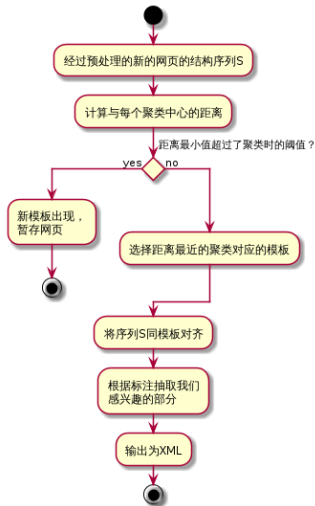 经过预处理的新的网页的结构序列S
计算与每个聚类中心的距离
距离最小值超过了聚类时的阈值？
yes
no
新模板出现，
暂存网页
选择距离最近的聚类对应的模板
将序列S同模板对齐
根据标注抽取我们
感兴趣的部分
输出为XML